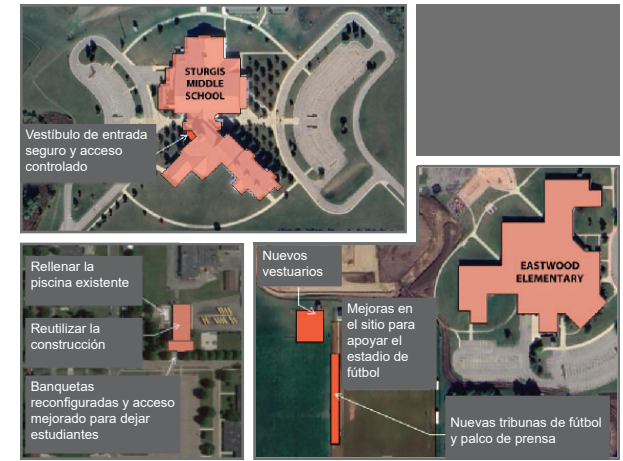 STURGIS
MIDDLE
SCHOOL
Vestíbulo de entrada
seguro y acceso
controlado
Rellenar la
piscina existente
Reutilizar la
construcción
Banquetas
reconfiguradas y acceso
mejorado para dejar
estudiantes
Nuevos
vestuarios
Mejoras en
el sitio para
apoyar el
estadio de
fútbol
EASTWOOD
ELEMENTARY
Nuevas tribunas de fútbol
y palco de prensa